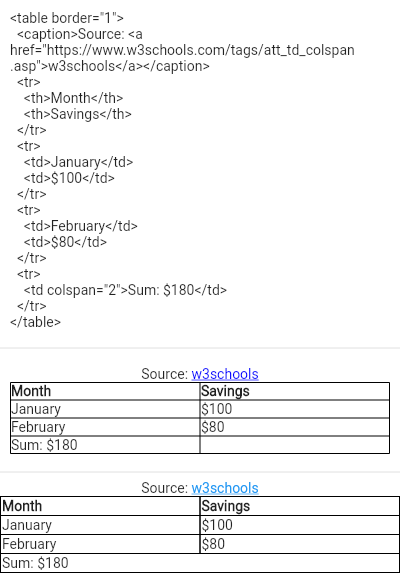 <table border="1">
<caption>Source: <a
href="https://www.w3schools.com/tags/att_td_colspan
.asp">w3schools</a></caption>
<tr>
<th>Month</th>
<th>Savings</th>
</tr>
<tr>
<td>January</td>
<td>$100</td>
</tr>
<tr>
<td>February</td>
<td>$80</td>
</tr>
<tr>
<td colspan="2">Sum: $180</td>
</tr>
</table>
Source: w3schools
Month Savings
January $100
February $80
Sum: $180
Source: w3schools
Month Savings
January $100
February $80
Sum: $180